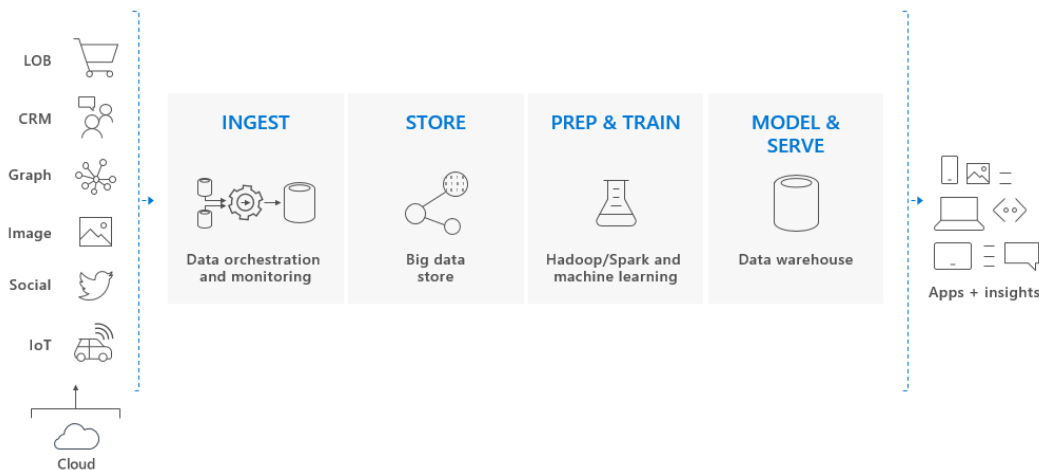 LOB
CRM
Graph
Image
Social
IoT
Cloud
INGEST
Data orchestration
and monitoring
STORE
Big data
store
PREP & TRAIN
Hadoop/Spark and
machine learning
MODEL &
SERVE
Data warehouse
Apps + insights